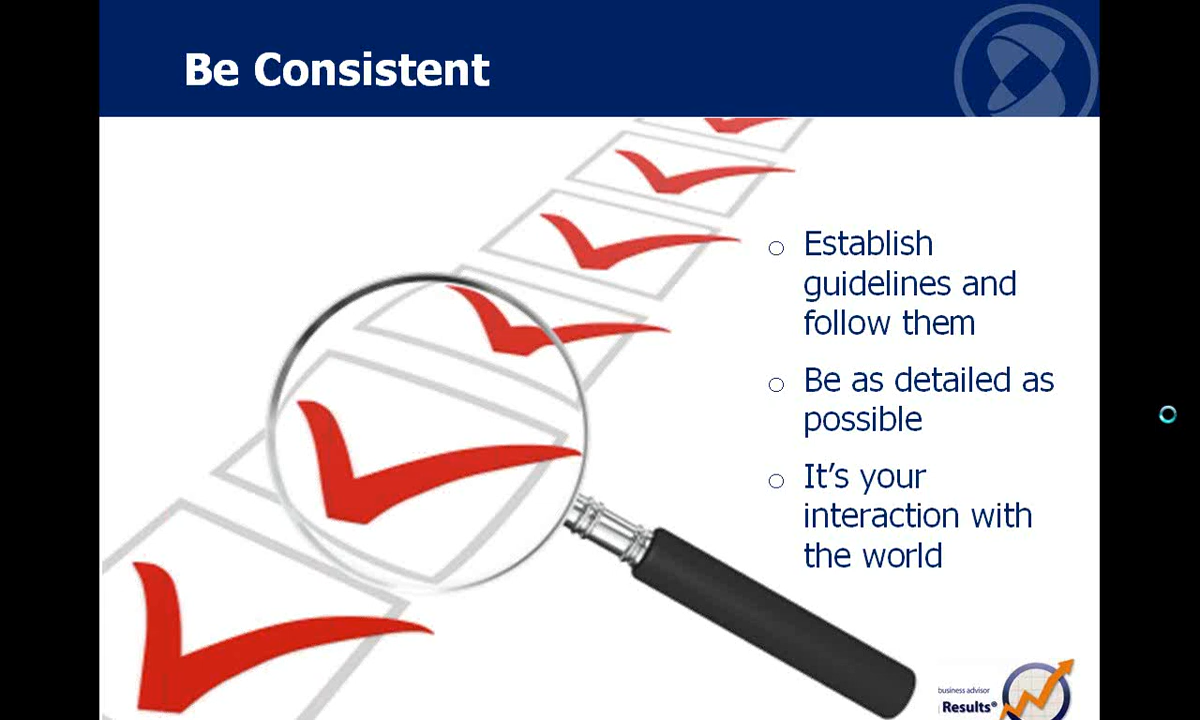 Be Consistent
Establish
guidelines and
follow them
Be as detailed as
possible
It’s your
interaction with
the world
business advisor
Results®